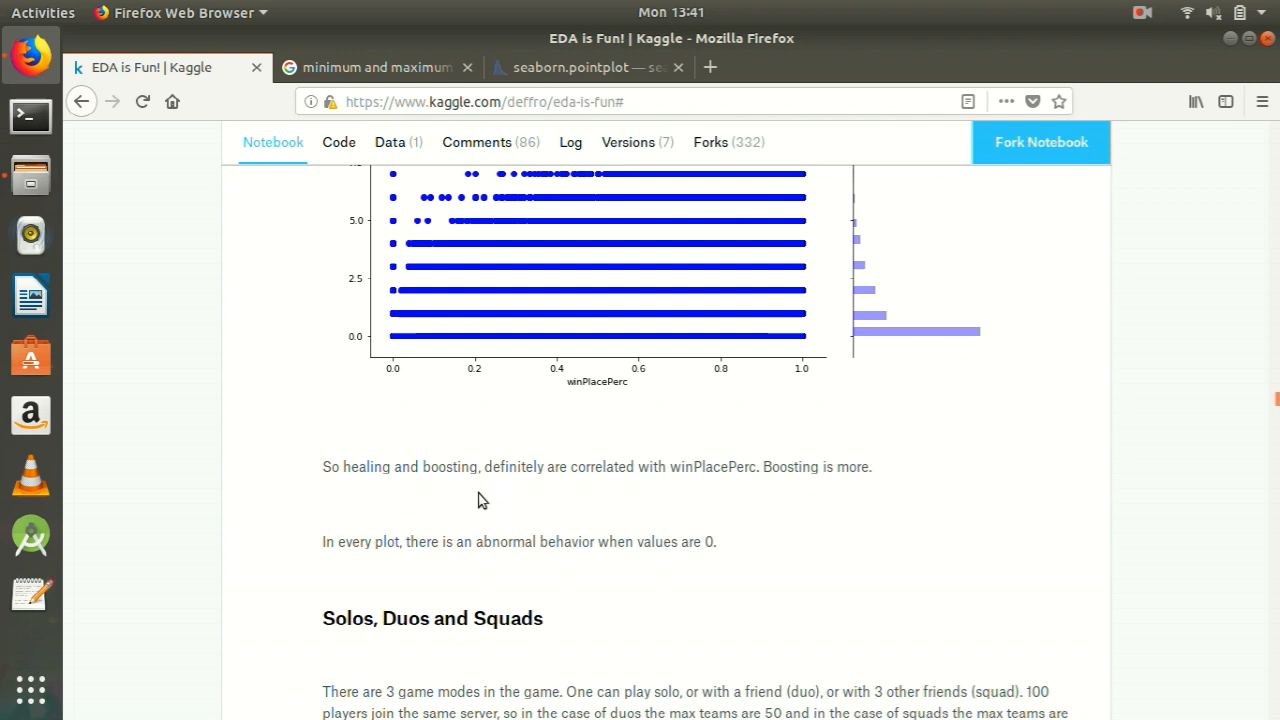 Activities Firefox Web Browser Mon 13:41
EDA is Fun! | Kaggle - Mozilla Firefox
k EDA is Fun! | Kaggle minimum and maximum seaborn.pointplot — sea
https://www.kaggle.com/deffro/eda-is-fun#
Notebook Code Data (1) Comments (86) Log Versions (7) Forks (332) Fork Notebook
5.0
2.5
0.0
0.0 0.2 0.4 0.6 0.8 1.0
winPlacePerc
So healing and boosting, definitely are correlated with winPlacePerc. Boosting is more.
In every plot, there is an abnormal behavior when values are 0.
Solos, Duos and Squads
There are 3 game modes in the game. One can play solo, or with a friend (duo), or with 3 other friends (squad). 100
players join the same server, so in the case of duos the max teams are 50 and in the case of squads the max teams are